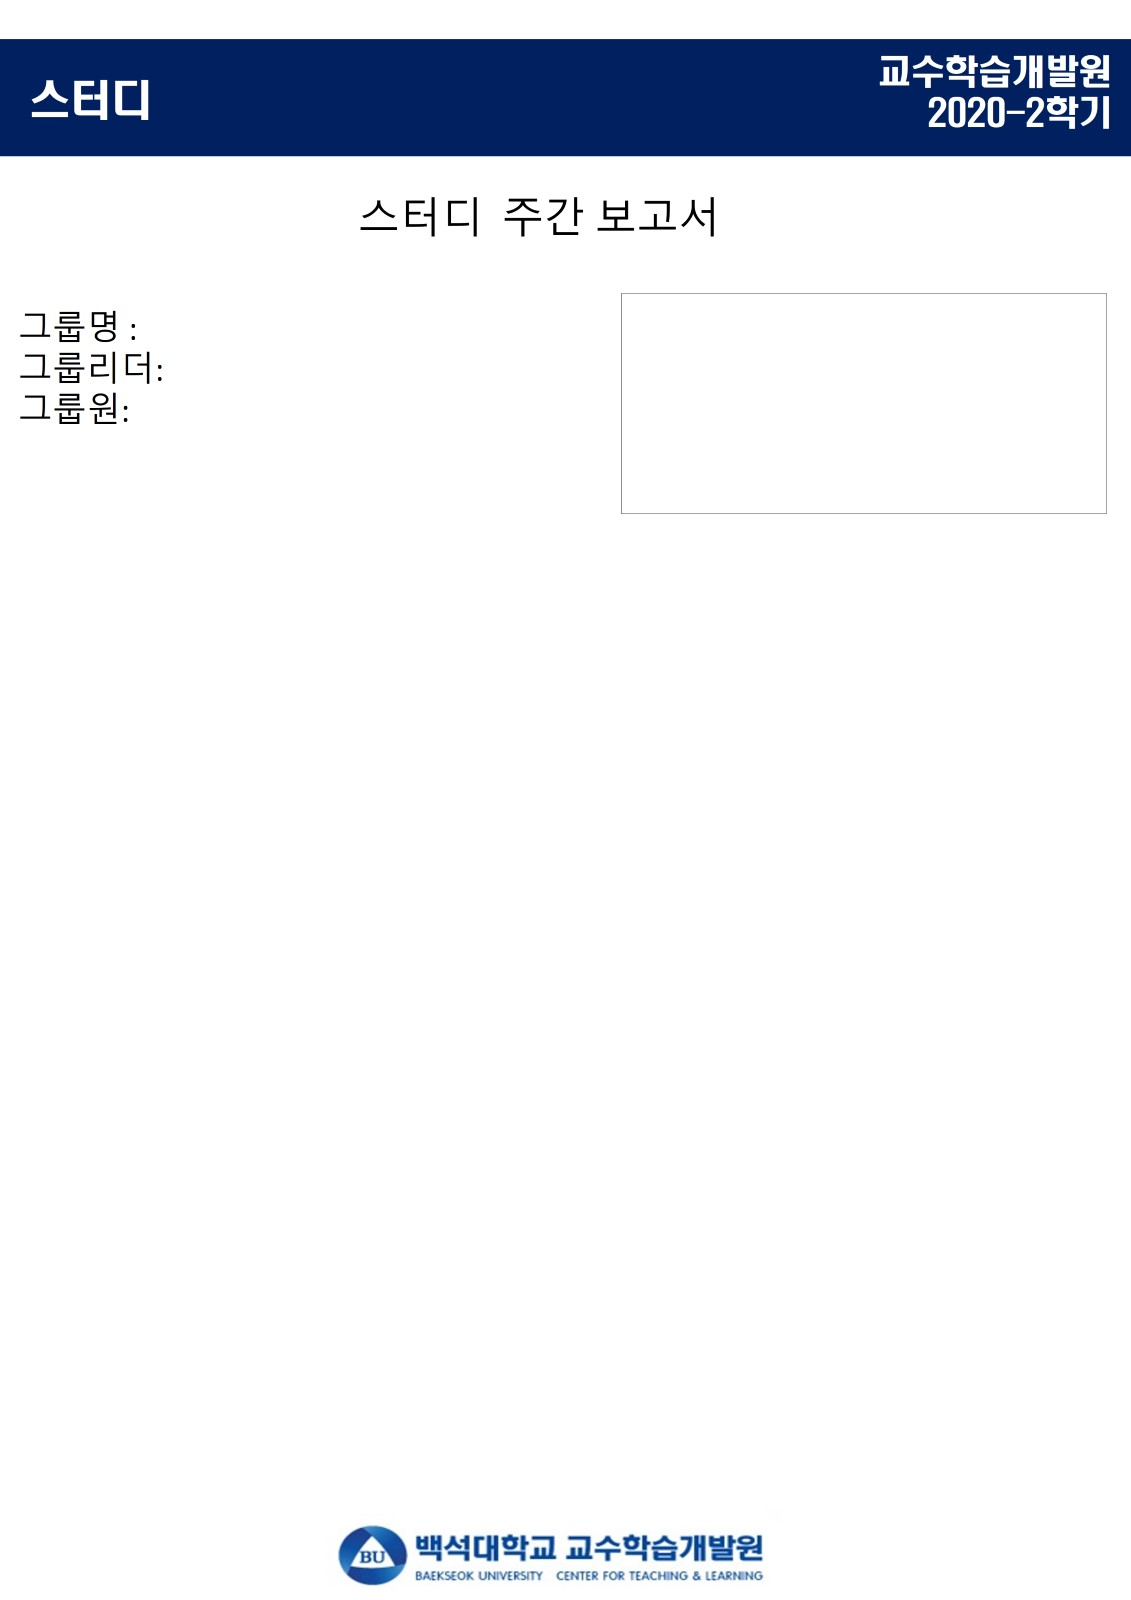 스터디
교수학습개발원
2020-2학기
스터디 주간 보고서
그룹명 :
그룹리더:
그룹원:
BU
백석대학교 교수학습개발원
BAEKSEOK UNIVERSITY CENTER FOR TEACHING & LEARNING